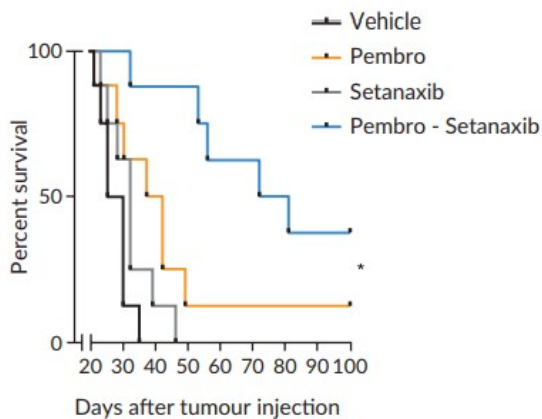 Vehicle
Pembro
Setanaxib
Pembro - Setanaxib
Percent survival
100
50
0
*
20 30 40 50 60 70 80 90 100
Days after tumour injection